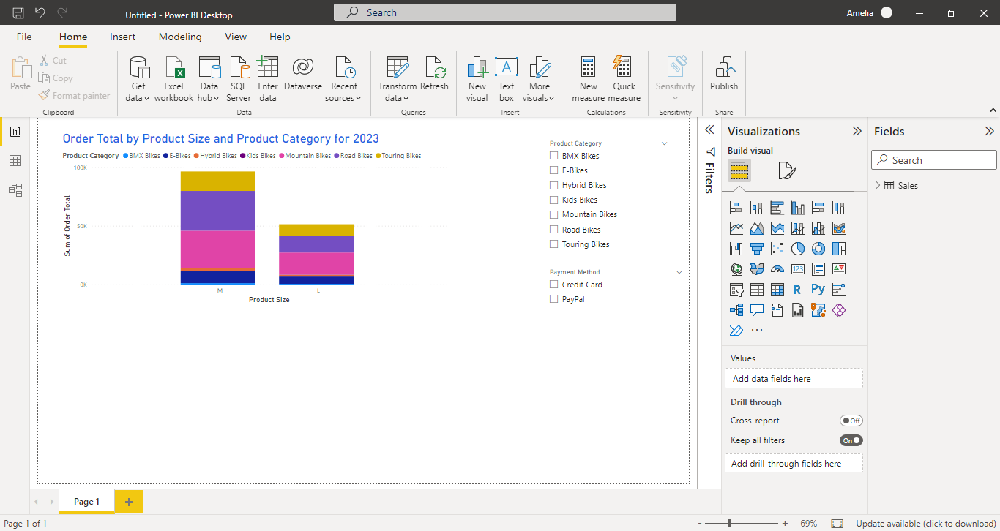 Untitled - Power BI Desktop
Search
Amelia
File Home Insert Modeling View Help
Paste
Cut
Copy
Format painter
Clipboard
Get data
Excel workbook
Data hub
SQL Server
Enter data
Dataverse
Recent sources
Data
Transform data
Refresh
Queries
New visual
Text box
More visuals
Insert
New measure
Quick measure
Calculations
Sensitivity
Sensitivity
Publish
Share
Order Total by Product Size and Product Category for 2023
Product Category BMX Bikes E-Bikes Hybrid Bikes Kids Bikes Mountain Bikes Road Bikes Touring Bikes
100K
50K
0K
Sum of Order Total
M L
Product Size
Product Category
BMX Bikes
E-Bikes
Hybrid Bikes
Kids Bikes
Mountain Bikes
Road Bikes
Touring Bikes
Payment Method
Credit Card
PayPal
Filters
Visualizations
Build visual
123
R
Py
Values
Add data fields here
Drill through
Cross-report
Off
Keep all filters
On
Add drill-through fields here
Fields
Search
Sales
Page 1
+
Page 1 of 1
- + 69%
Update available (click to download)